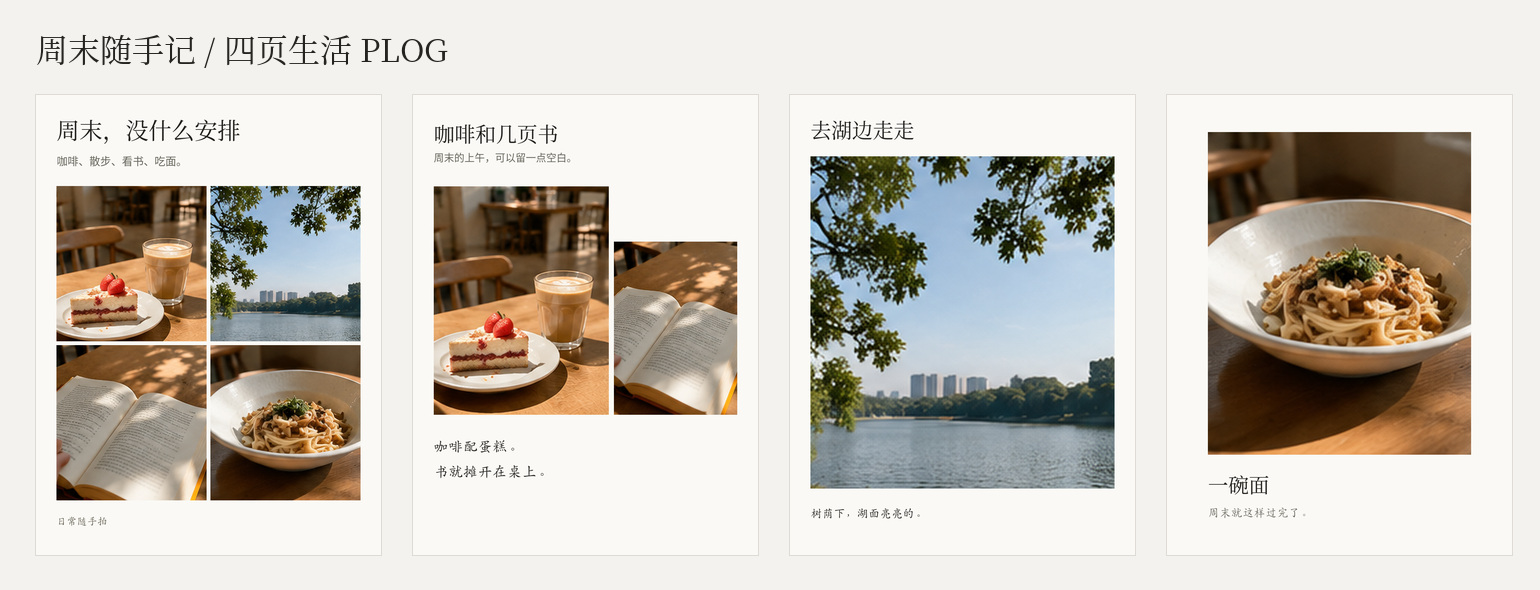 周末随手记 / 四页生活 PLOG
周末，没什么安排
咖啡、散步、看书、吃面。
日常随手拍
咖啡和几页书
周末的上午，可以留一点空白。
咖啡配蛋糕。
书就摊开在桌上。
去湖边走走
树荫下，湖面亮亮的。
一碗面
周末就这样过完了。